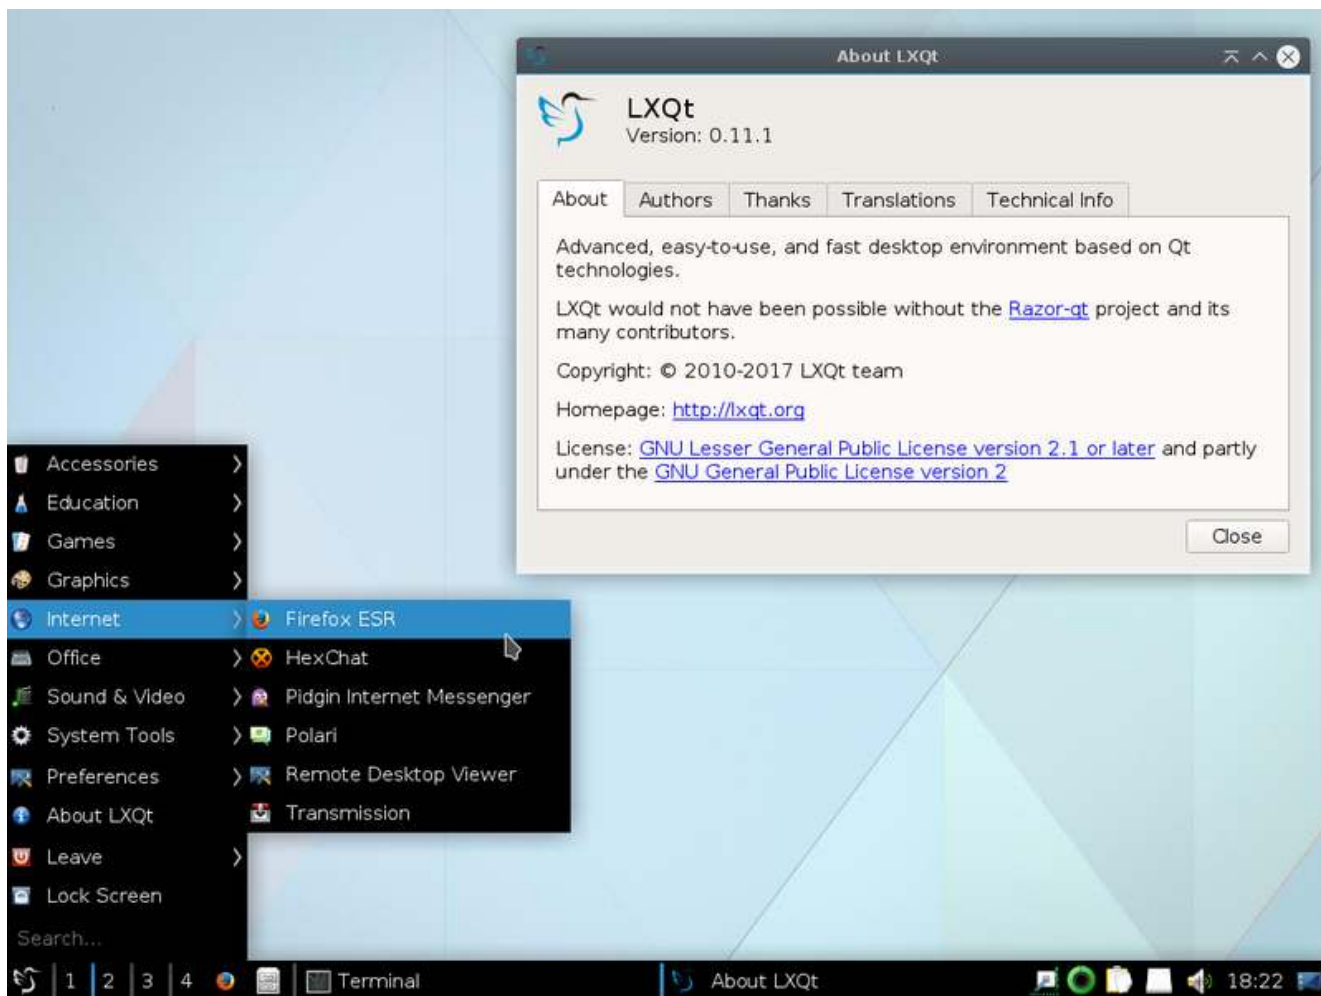 About LXQt
LXQt
Version: 0.11.1
About Authors Thanks Translations Technical Info
Advanced, easy-to-use, and fast desktop environment based on Qt
technologies.
LXQt would not have been possible without the Razor-qt project and its
many contributors.
Copyright: © 2010-2017 LXQt team
Homepage: http://lxqt.org
License: GNU Lesser General Public License version 2.1 or later and partly
under the GNU General Public License version 2
Close
Accessories
Education
Games
Graphics
Internet
Office
Sound & Video
System Tools
Preferences
About LXQt
Leave
Lock Screen
Search...
Firefox ESR
HexChat
Pidgin Internet Messenger
Polari
Remote Desktop Viewer
Transmission
1 2 3 4 Terminal About LXQt 18:22